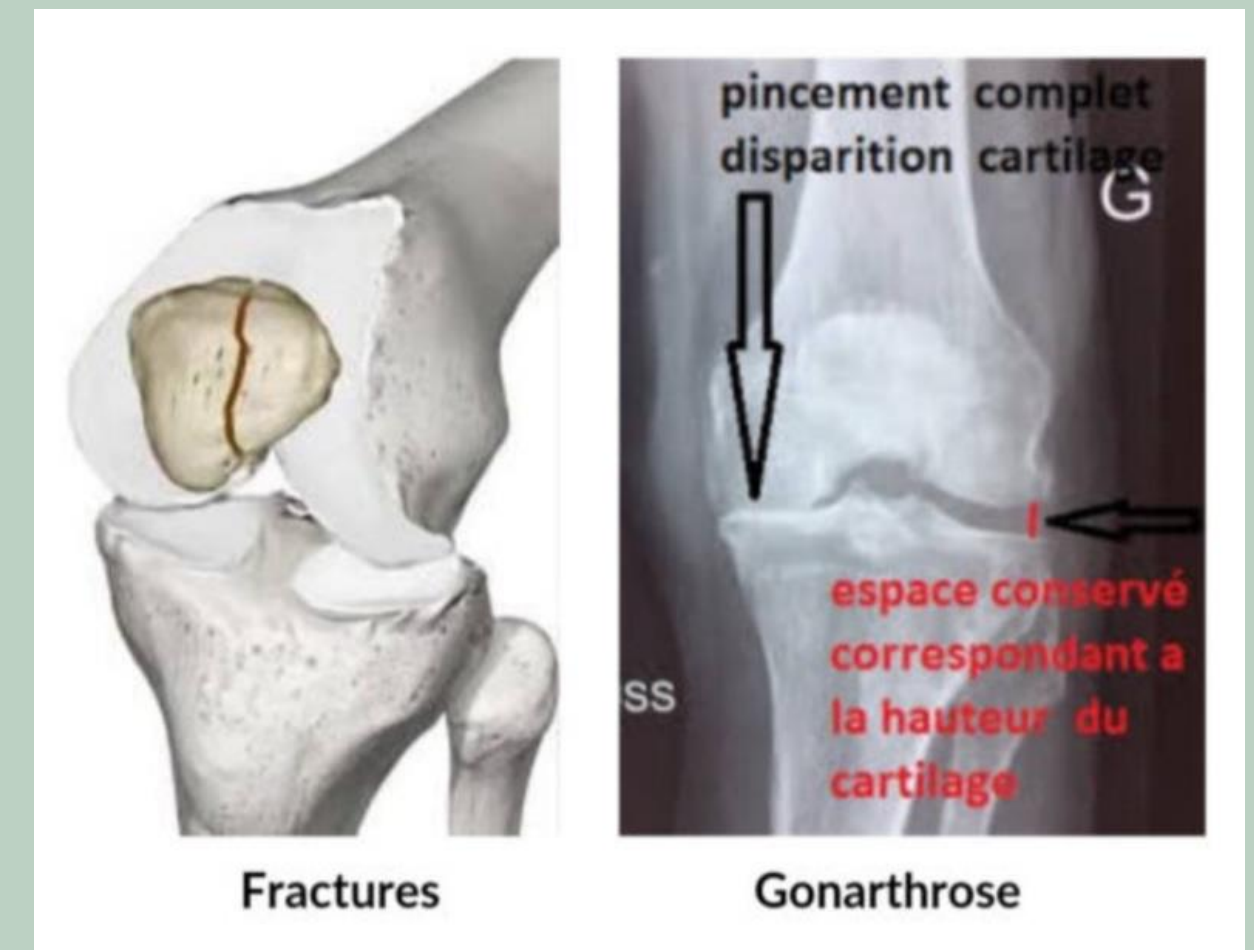 pincement complet
disparition cartilage
G
espace conservé
correspondant a
la hauteur du
cartilage
ss
Fractures
Gonarthrose